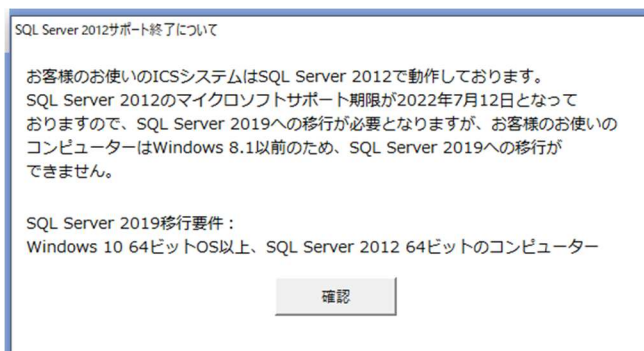 SQL Server 2012サポート終了について
お客様のお使いのICSシステムはSQL Server 2012で動作しております。
SQL Server 2012のマイクロソフトサポート期限が2022年7月12日となって
おりますので、SQL Server 2019への移行が必要となりますが、お客様のお使いの
コンピューターはWindows 8.1以前のため、SQL Server 2019への移行が
できません。
SQL Server 2019移行要件：
Windows 10 64ビットOS以上、SQL Server 2012 64ビットのコンピューター
確認